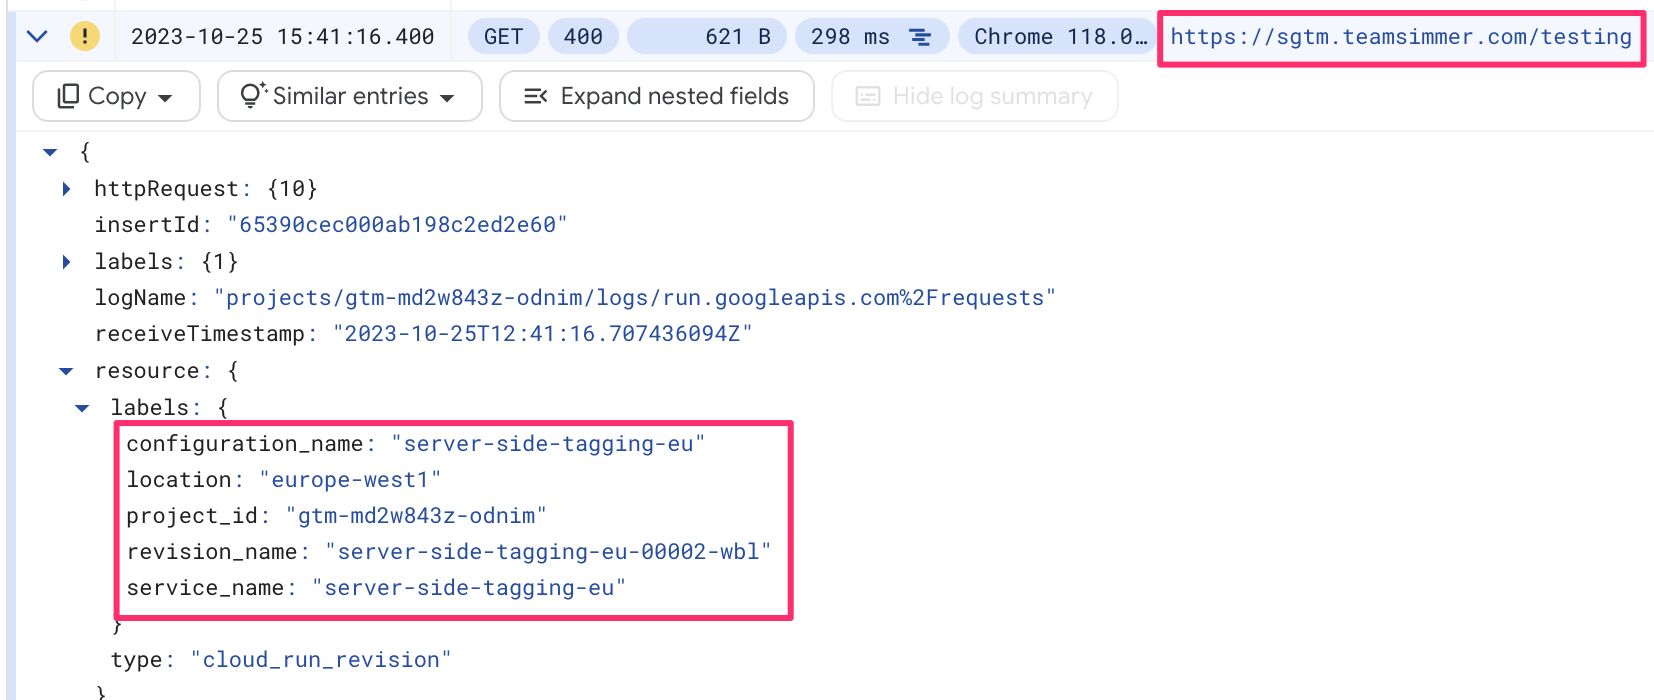 ! 2023-10-25 15:41:16.400 GET 400 621 B 298 ms Chrome 118.0… https://sgtm.teamsimmer.com/testing
Copy Similar entries Expand nested fields Hide log summary
{
httpRequest: {10}
insertId: "65390cec000ab198c2ed2e60"
labels: {1}
logName: "projects/gtm-md2w843z-odnim/logs/run.googleapis.com%2Frequests"
receiveTimestamp: "2023-10-25T12:41:16.707436094Z"
resource: {
labels: {
configuration_name: "server-side-tagging-eu"
location: "europe-west1"
project_id: "gtm-md2w843z-odnim"
revision_name: "server-side-tagging-eu-00002-wbl"
service_name: "server-side-tagging-eu"
}
type: "cloud_run_revision"
}